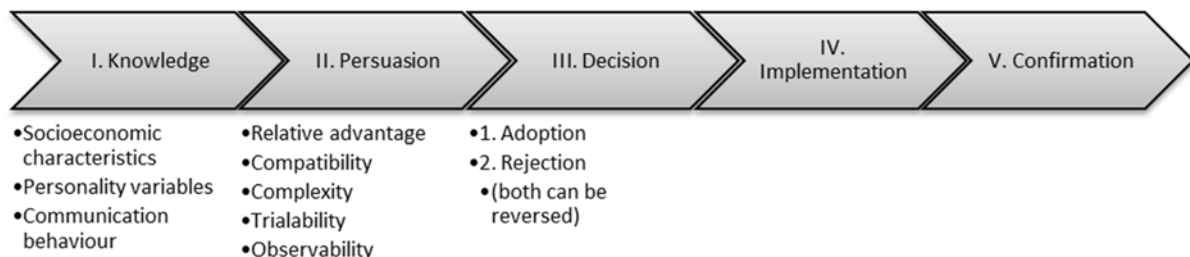 I. Knowledge
II. Persuasion
III. Decision
IV.
Implementation
V. Confirmation
•Socioeconomic
characteristics
•Personality variables
•Communication
behaviour
•Relative advantage
•Compatibility
•Complexity
•Trialability
•Observability
•1. Adoption
•2. Rejection
•(both can be
reversed)